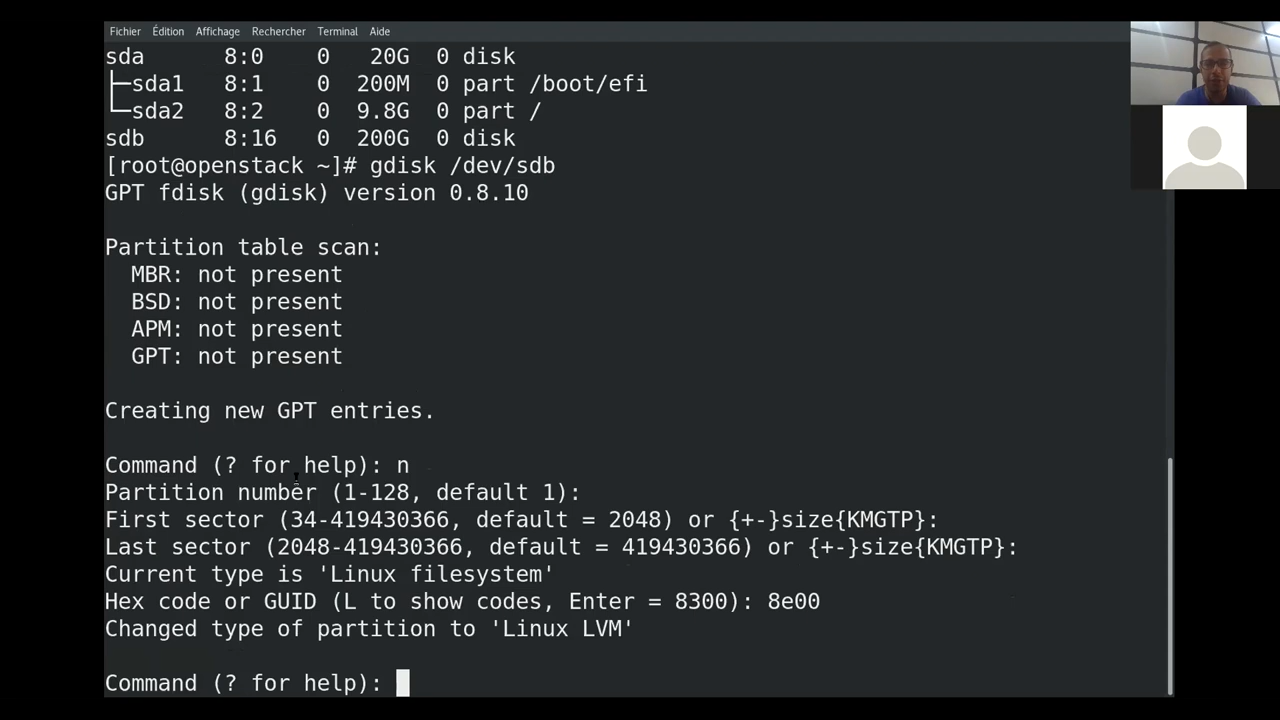 Fichier Édition Affichage Rechercher Terminal Aide
sda 8:0 0 20G 0 disk
├─sda1 8:1 0 200M 0 part /boot/efi
└─sda2 8:2 0 9.8G 0 part /
sdb 8:16 0 200G 0 disk
[root@openstack ~]# gdisk /dev/sdb
GPT fdisk (gdisk) version 0.8.10
Partition table scan:
MBR: not present
BSD: not present
APM: not present
GPT: not present
Creating new GPT entries.
Command (? for help): n
Partition number (1-128, default 1):
First sector (34-419430366, default = 2048) or {+-}size{KMGTP}:
Last sector (2048-419430366, default = 419430366) or {+-}size{KMGTP}:
Current type is 'Linux filesystem'
Hex code or GUID (L to show codes, Enter = 8300): 8e00
Changed type of partition to 'Linux LVM'
Command (? for help):